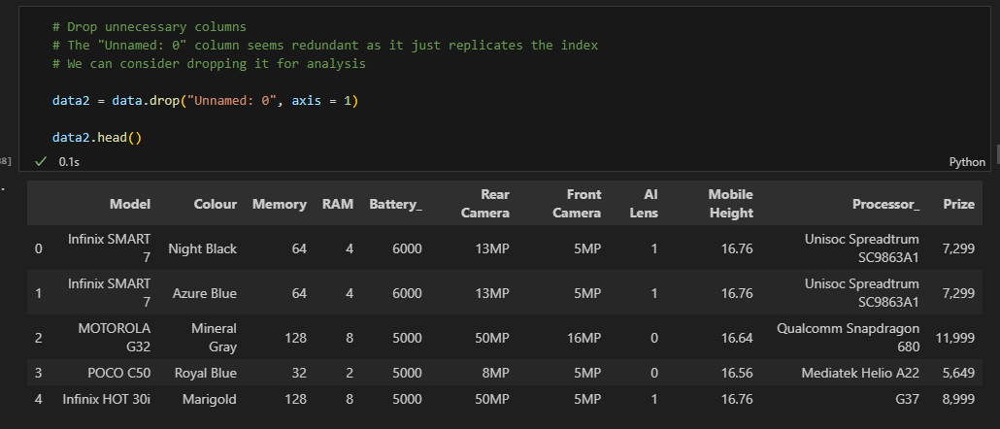 # Drop unnecessary columns
# The "Unnamed: 0" column seems redundant as it just replicates the index
# We can consider dropping it for analysis
data2 = data.drop("Unnamed: 0", axis = 1)
data2.head()
8]
0.1s
Python
Model Colour Memory RAM Battery_ Rear Camera Front Camera AI Lens Mobile Height Processor_ Prize
0 Infinix SMART 7 Night Black 64 4 6000 13MP 5MP 1 16.76 Unisoc Spreadtrum SC9863A1 7,299
1 Infinix SMART 7 Azure Blue 64 4 6000 13MP 5MP 1 16.76 Unisoc Spreadtrum SC9863A1 7,299
2 MOTOROLA G32 Mineral Gray 128 8 5000 50MP 16MP 0 16.64 Qualcomm Snapdragon 680 11,999
3 POCO C50 Royal Blue 32 2 5000 8MP 5MP 0 16.56 Mediatek Helio A22 5,649
4 Infinix HOT 30i Marigold 128 8 5000 50MP 5MP 1 16.76 G37 8,999